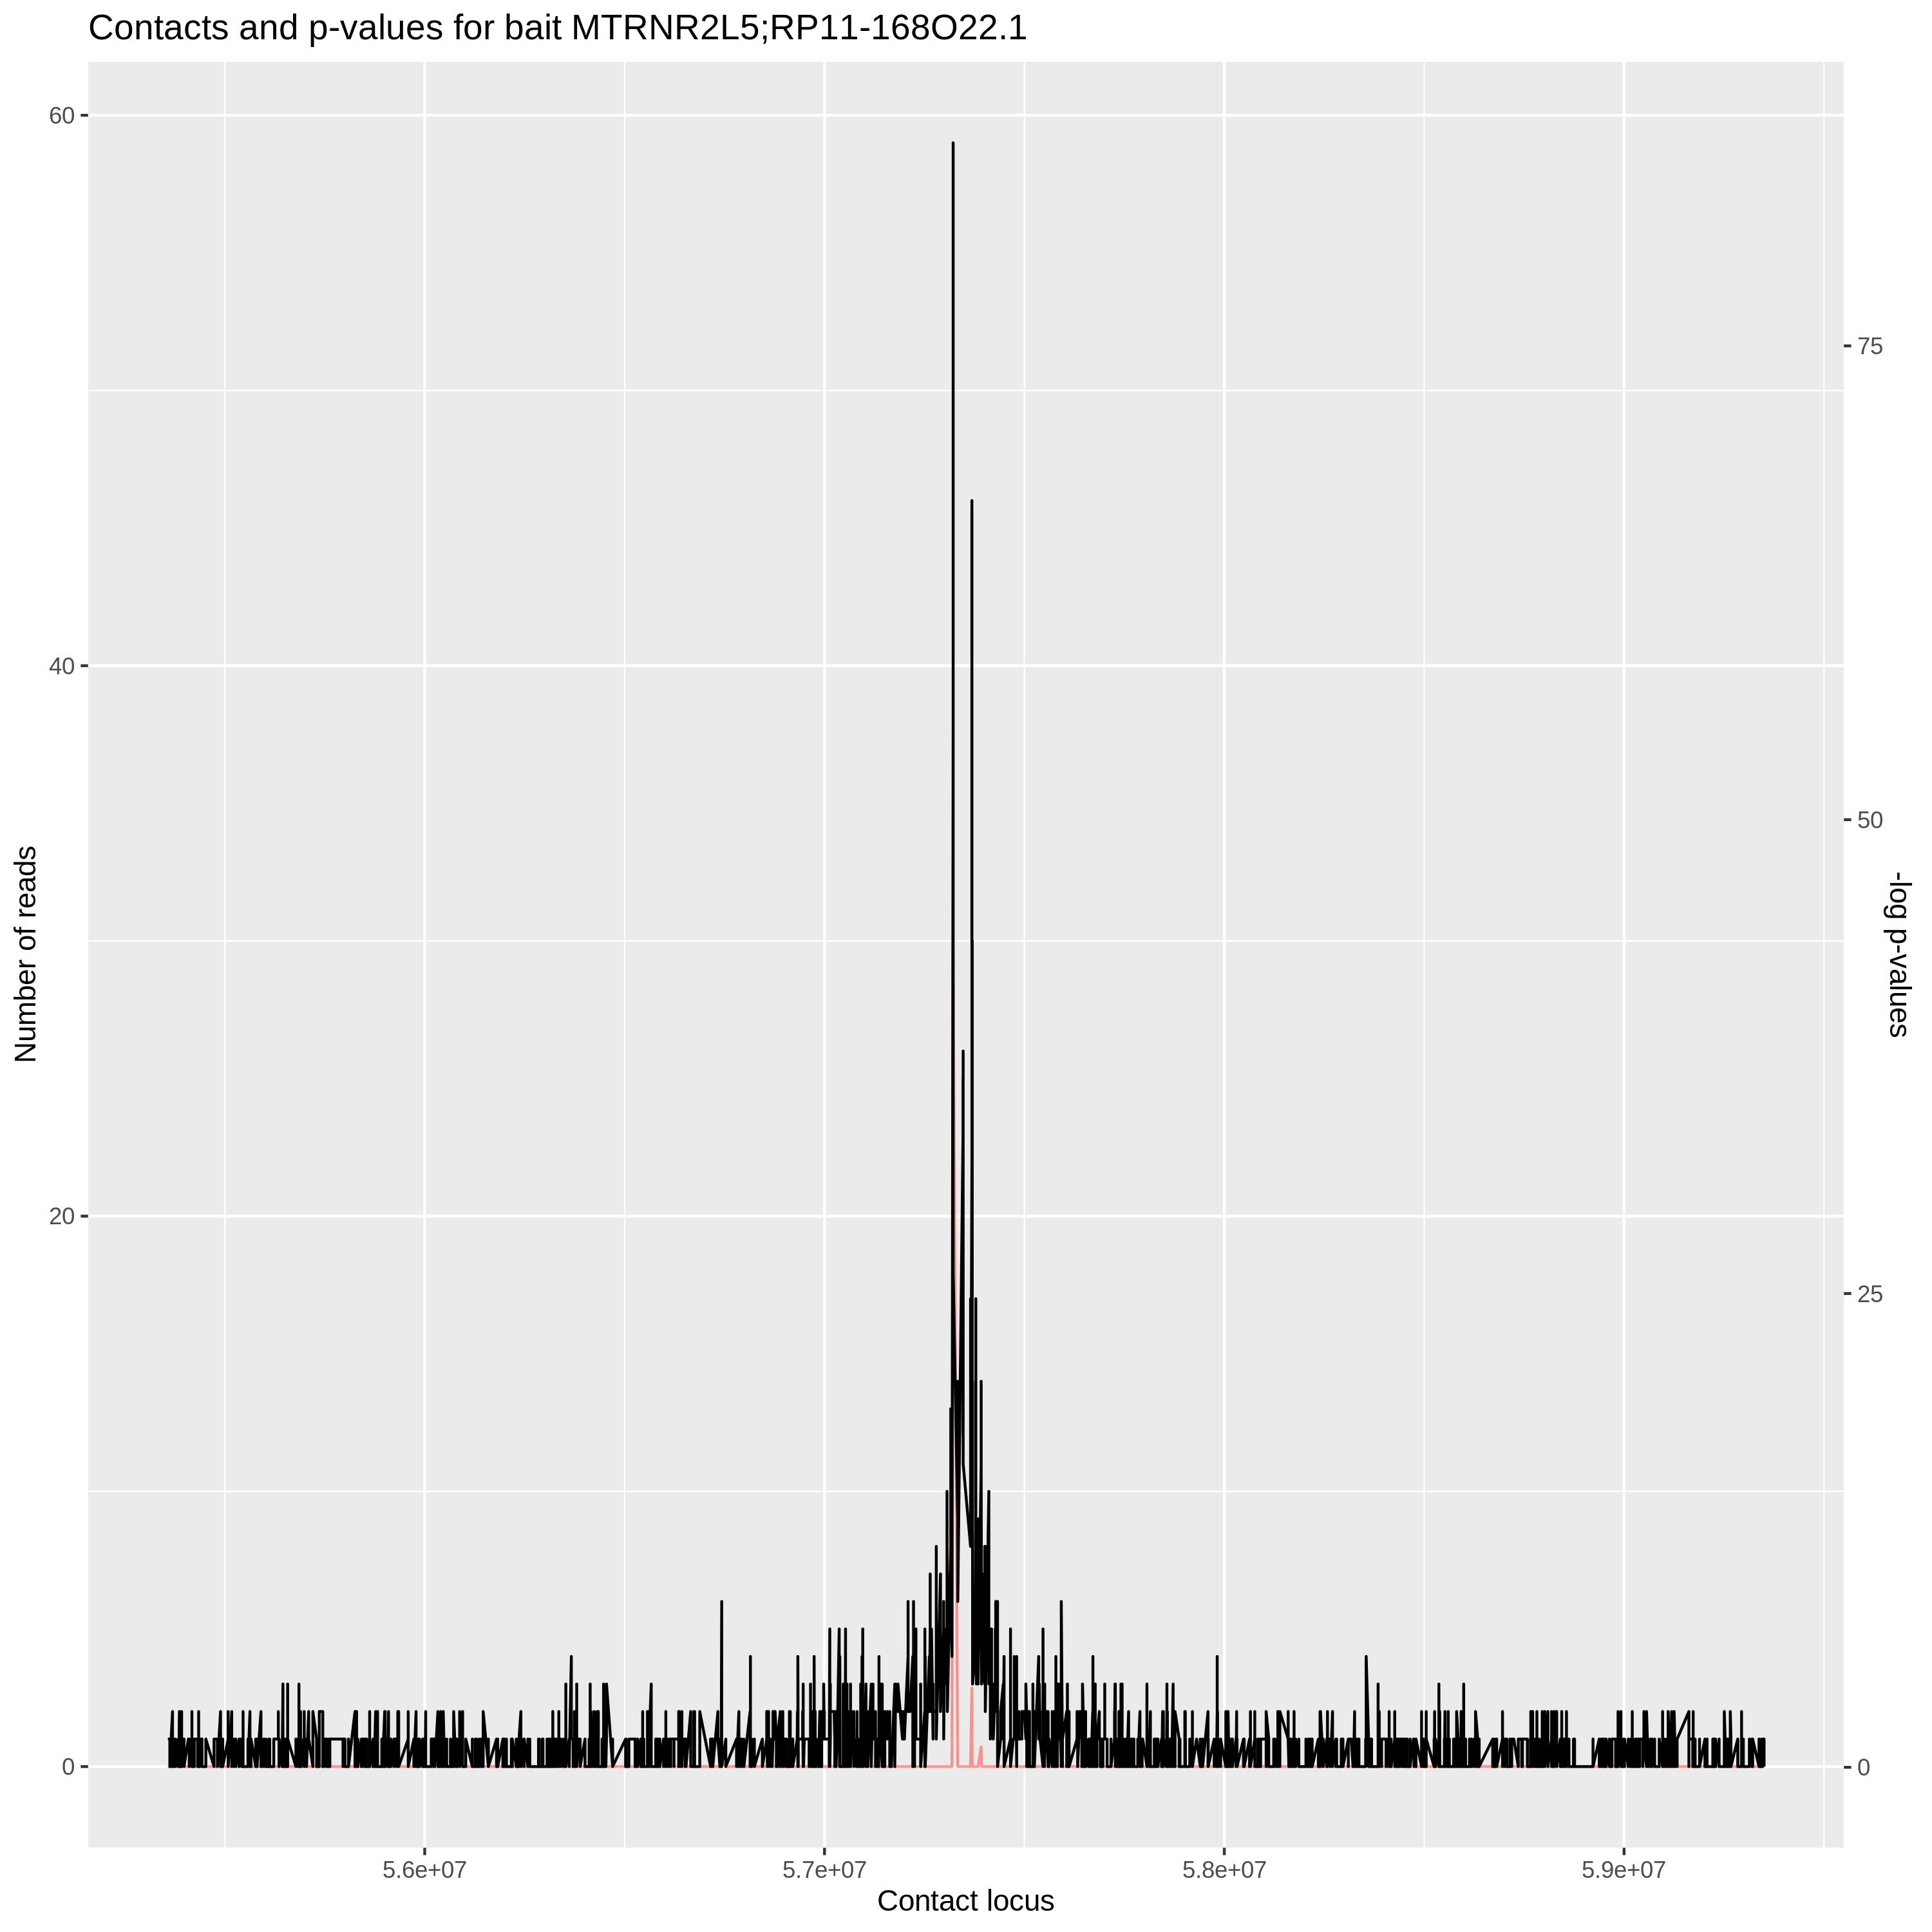 Contacts and p-values for bait MTRNR2L5;RP11-168O22.1
60
40
20
0
Number of reads
75
50
25
0
-log p-values
5.6e+07
5.7e+07
5.8e+07
5.9e+07
Contact locus